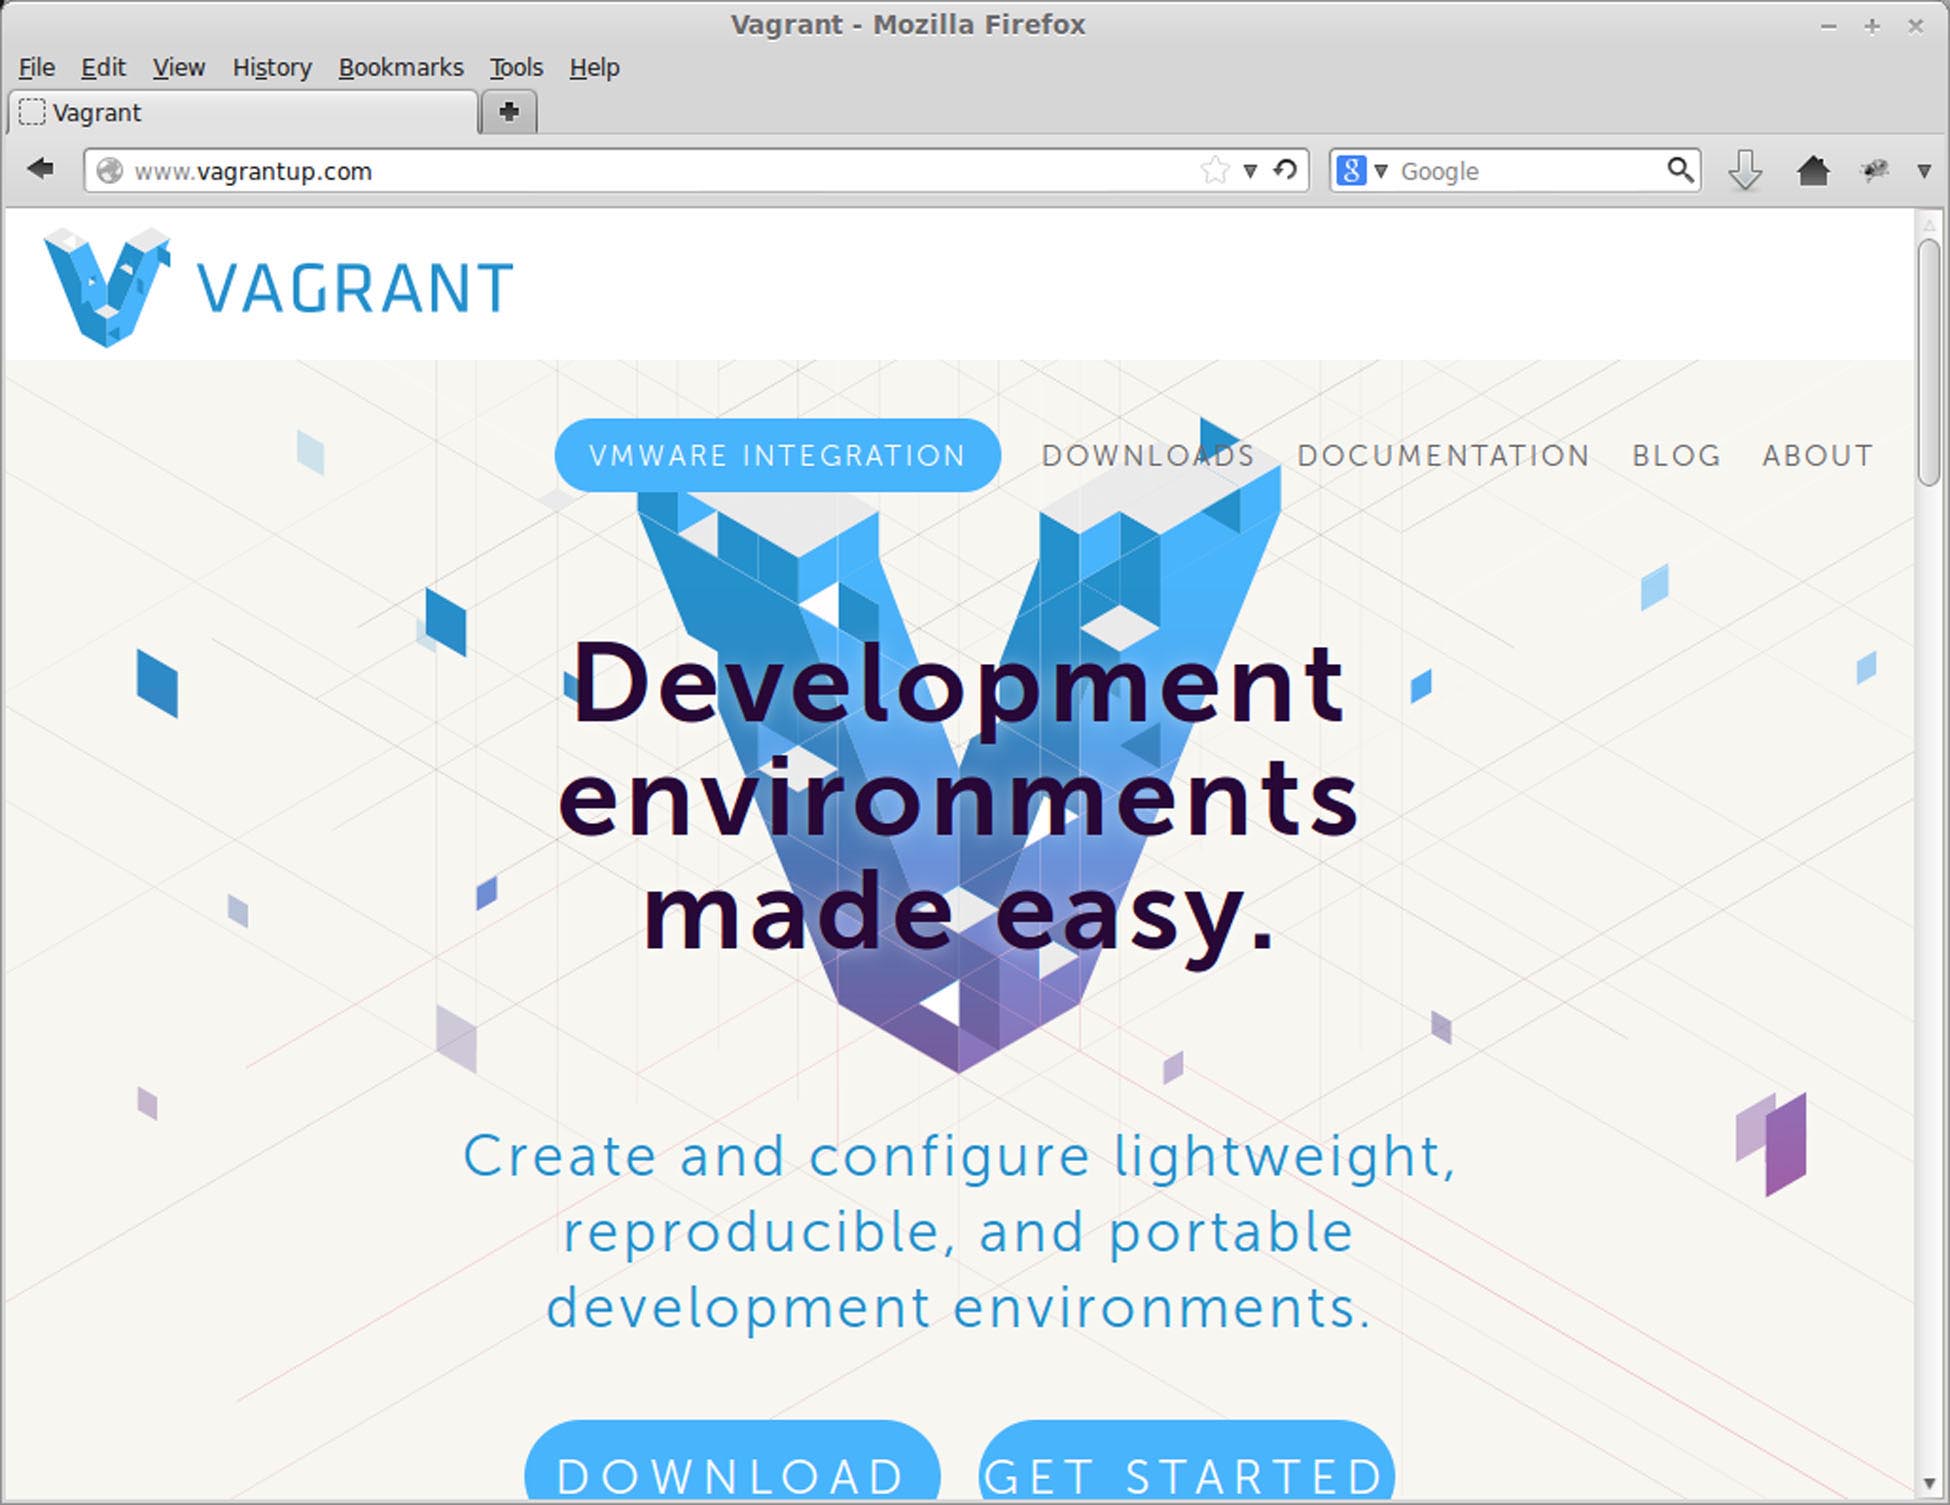 Vagrant - Mozilla Firefox
File Edit View History Bookmarks Tools Help
Vagrant
www.vagrantup.com
Google
VAGRANT
VMWARE INTEGRATION DOWNLOADS DOCUMENTATION BLOG ABOUT
Development
environments
made easy.
Create and configure lightweight,
reproducible, and portable
development environments.
DOWNLOAD GET STARTED